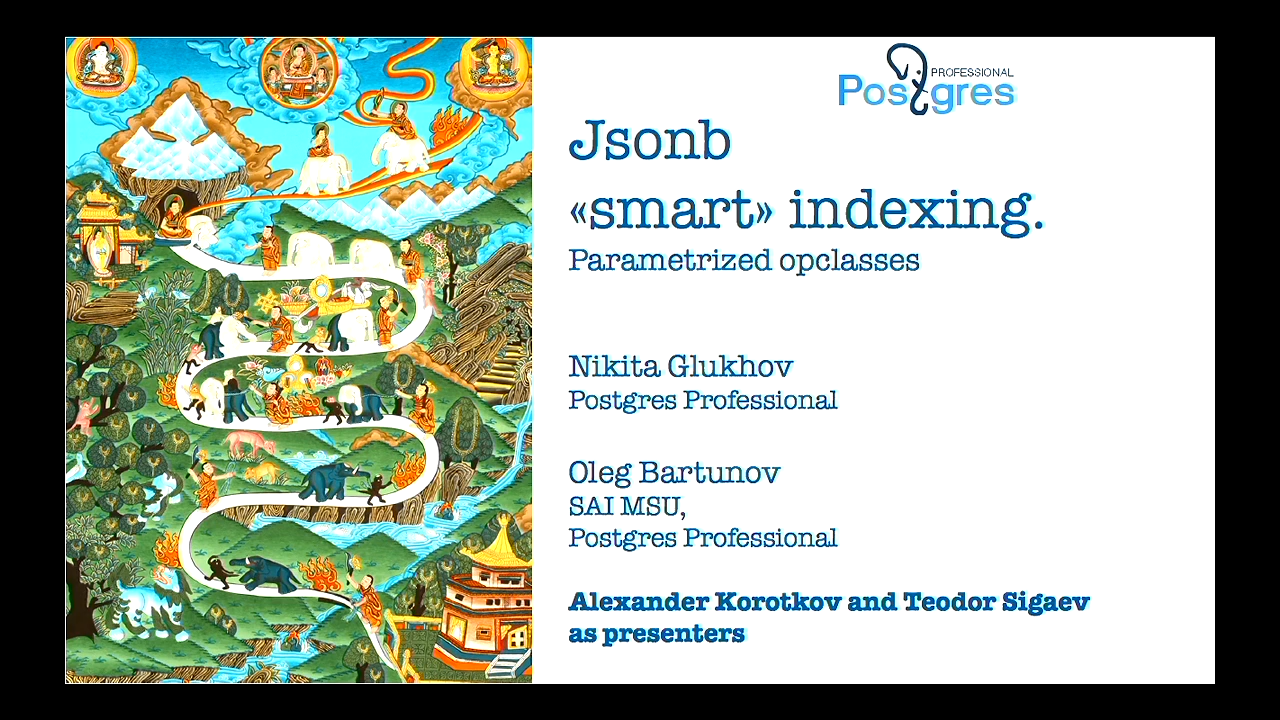 PROFESSIONAL
Postgres
Jsonb
«smart» indexing.
Parametrized opclasses
Nikita Glukhov
Postgres Professional
Oleg Bartunov
SAI MSU,
Postgres Professional
Alexander Korotkov and Teodor Sigaev
as presenters